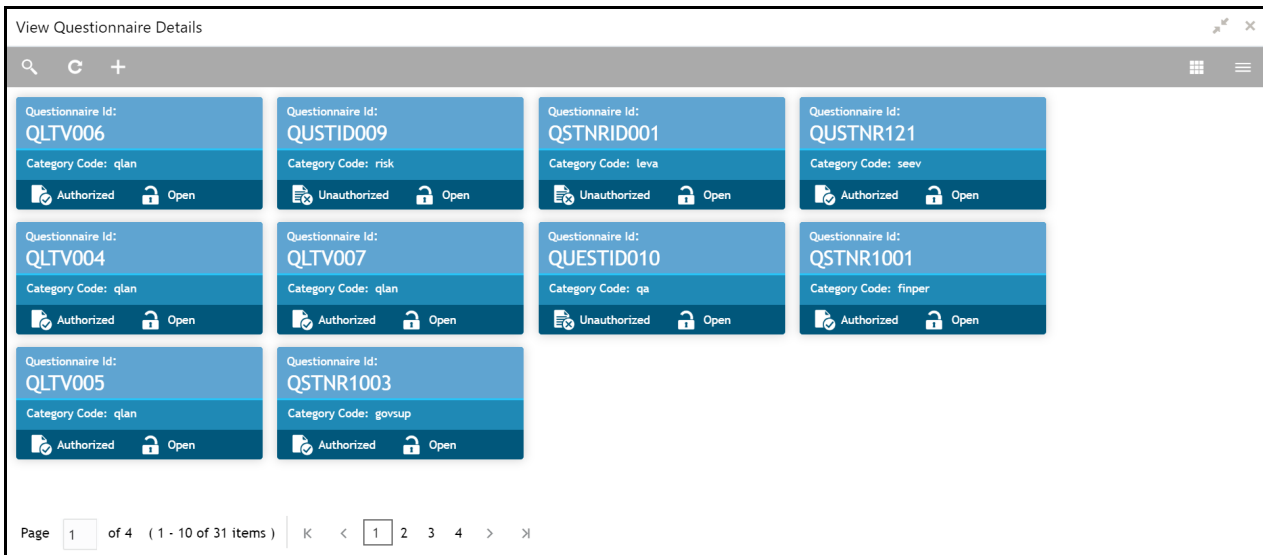 View Questionnaire Details
Questionnaire Id: Questionnaire Id: Questionnaire Id: Questionnaire Id:
QLTV006 QUSTID009 QSTNRID001 QUSTNR121
Category Code: qlan Category Code: risk Category Code: leva Category Code: seev
Authorized Open Unauthorized Open Unauthorized Open Authorized Open
Questionnaire Id: Questionnaire Id: Questionnaire Id: Questionnaire Id:
QLTV004 QLTV007 QUESTID010 QSTNR1001
Category Code: qlan Category Code: qlan Category Code: qa Category Code: finper
Authorized Open Authorized Open Unauthorized Open Authorized Open
Questionnaire Id: Questionnaire Id:
QLTV005 QSTNR1003
Category Code: qlan Category Code: govsup
Authorized Open Authorized Open
Page 1 of 4 ( 1 - 10 of 31 items ) 1 2 3 4